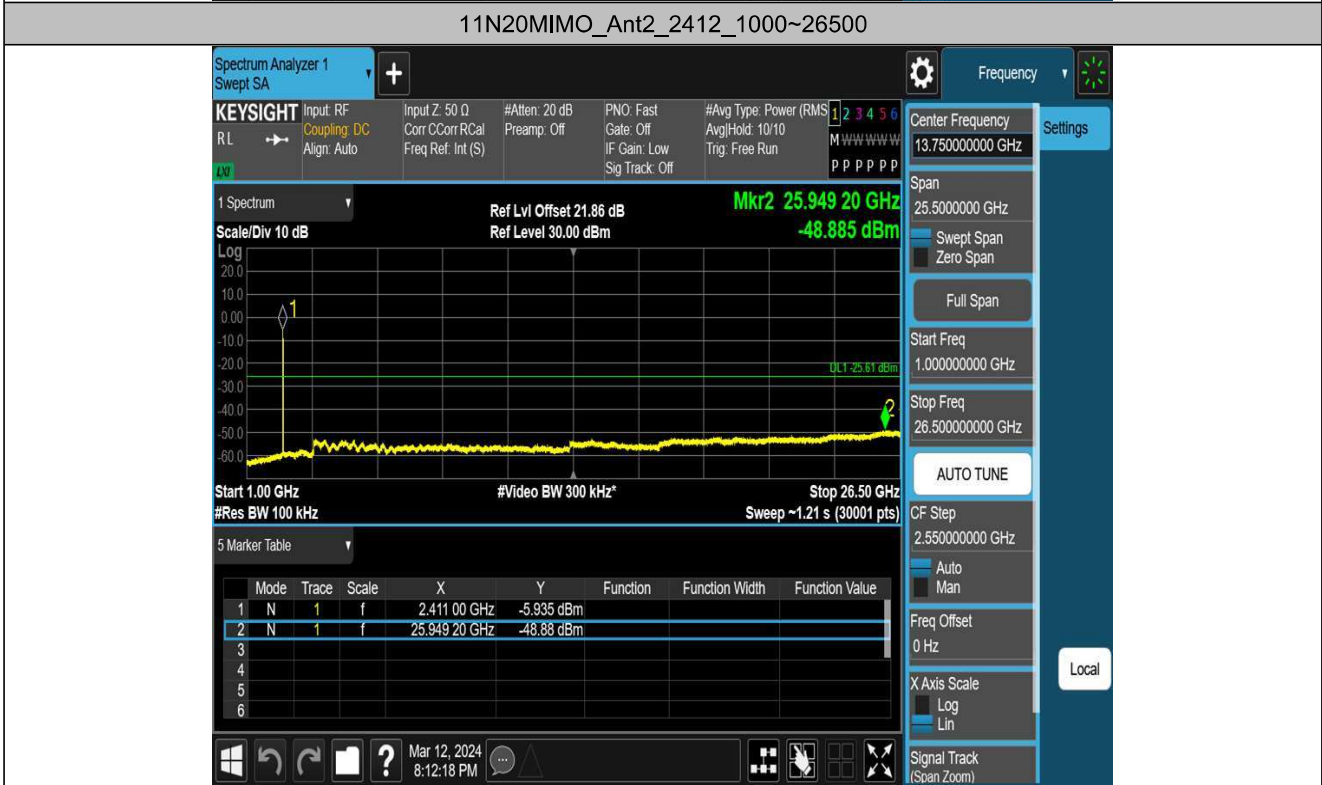 11N20MIMO_Ant2_2412_1000~26500
Spectrum Analyzer 1
Swept SA
+
Frequency
KEYSIGHT
RL
LXI
Input: RF
Coupling: DC
Align: Auto
Input Z: 50 Ω
Corr CCorr RCal
Freq Ref: Int (S)
#Atten: 20 dB
Preamp: Off
PNO: Fast
Gate: Off
IF Gain: Low
Sig Track: Off
#Avg Type: Power (RMS
Avg|Hold: 10/10
Trig: Free Run
1 2 3 4 5 6
M W W W W W
P P P P P P
1 Spectrum
Scale/Div 10 dB
Ref Lvl Offset 21.86 dB
Ref Level 30.00 dBm
Mkr2 25.949 20 GHz
-48.885 dBm
Log
20.0
10.0
0.00
-10.0
-20.0
-30.0
-40.0
-50.0
-60.0
1
DL1 -25.61 dBm
2
Start 1.00 GHz
#Video BW 300 kHz*
Stop 26.50 GHz
#Res BW 100 kHz
Sweep ~1.21 s (30001 pts)
5 Marker Table
Mode Trace Scale X Y Function Function Width Function Value
1 N 1 f 2.411 00 GHz -5.935 dBm
2 N 1 f 25.949 20 GHz -48.88 dBm
3
4
5
6
Mar 12, 2024
8:12:18 PM
?
Center Frequency
13.750000000 GHz
Settings
Span
25.5000000 GHz
Swept Span
Zero Span
Full Span
Start Freq
1.000000000 GHz
Stop Freq
26.500000000 GHz
AUTO TUNE
CF Step
2.550000000 GHz
Auto
Man
Freq Offset
0 Hz
Local
X Axis Scale
Log
Lin
Signal Track
(Span Zoom)